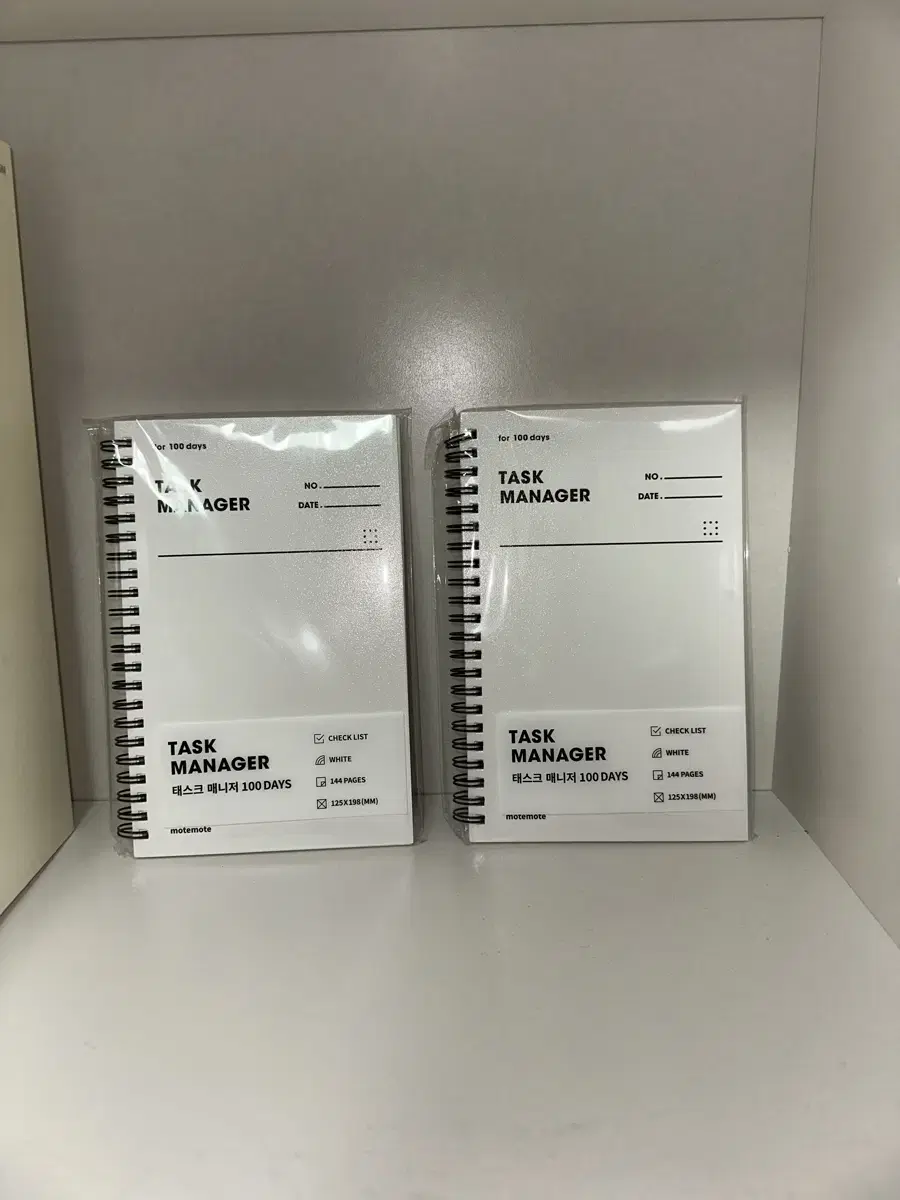 for 100 days
TASK
MANAGER
NO.
DATE.
TASK
MANAGER
태스크 매니저 100 DAYS
CHECK LIST
WHITE
144 PAGES
125X198(MM)
motemote
for 100 days
TASK
MANAGER
NO.
DATE.
TASK
MANAGER
태스크 매니저 100 DAYS
CHECK LIST
WHITE
144 PAGES
125X198(MM)
motemote